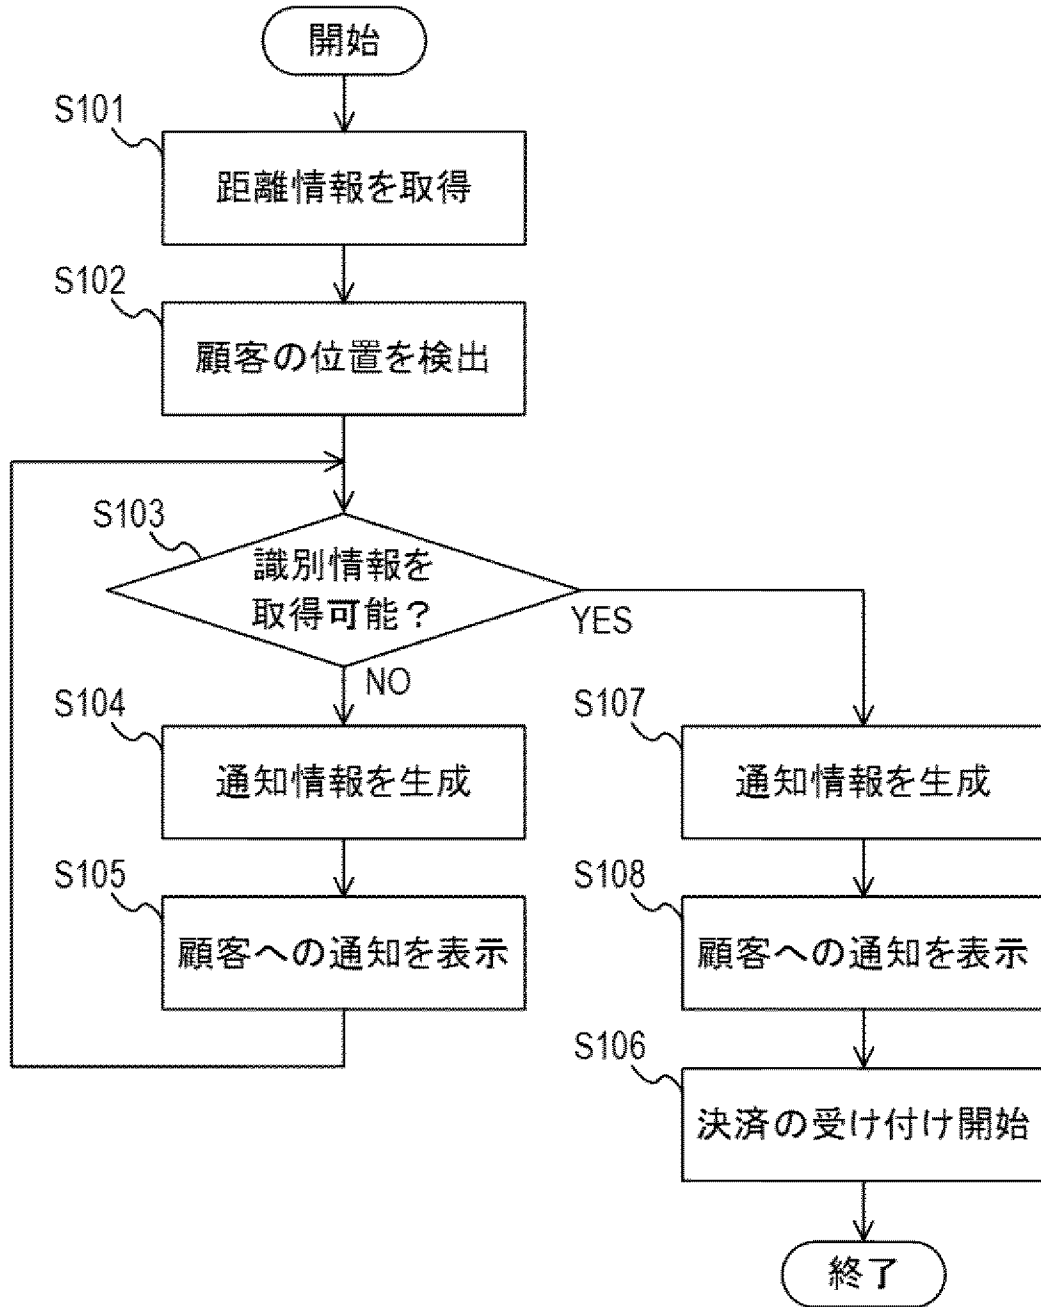 開始
S101
距離情報を取得
S102
顧客の位置を検出
S103
識別情報を
取得可能？
YES
NO
S104
通知情報を生成
S105
顧客への通知を表示
S107
通知情報を生成
S108
顧客への通知を表示
S106
決済の受け付け開始
終了